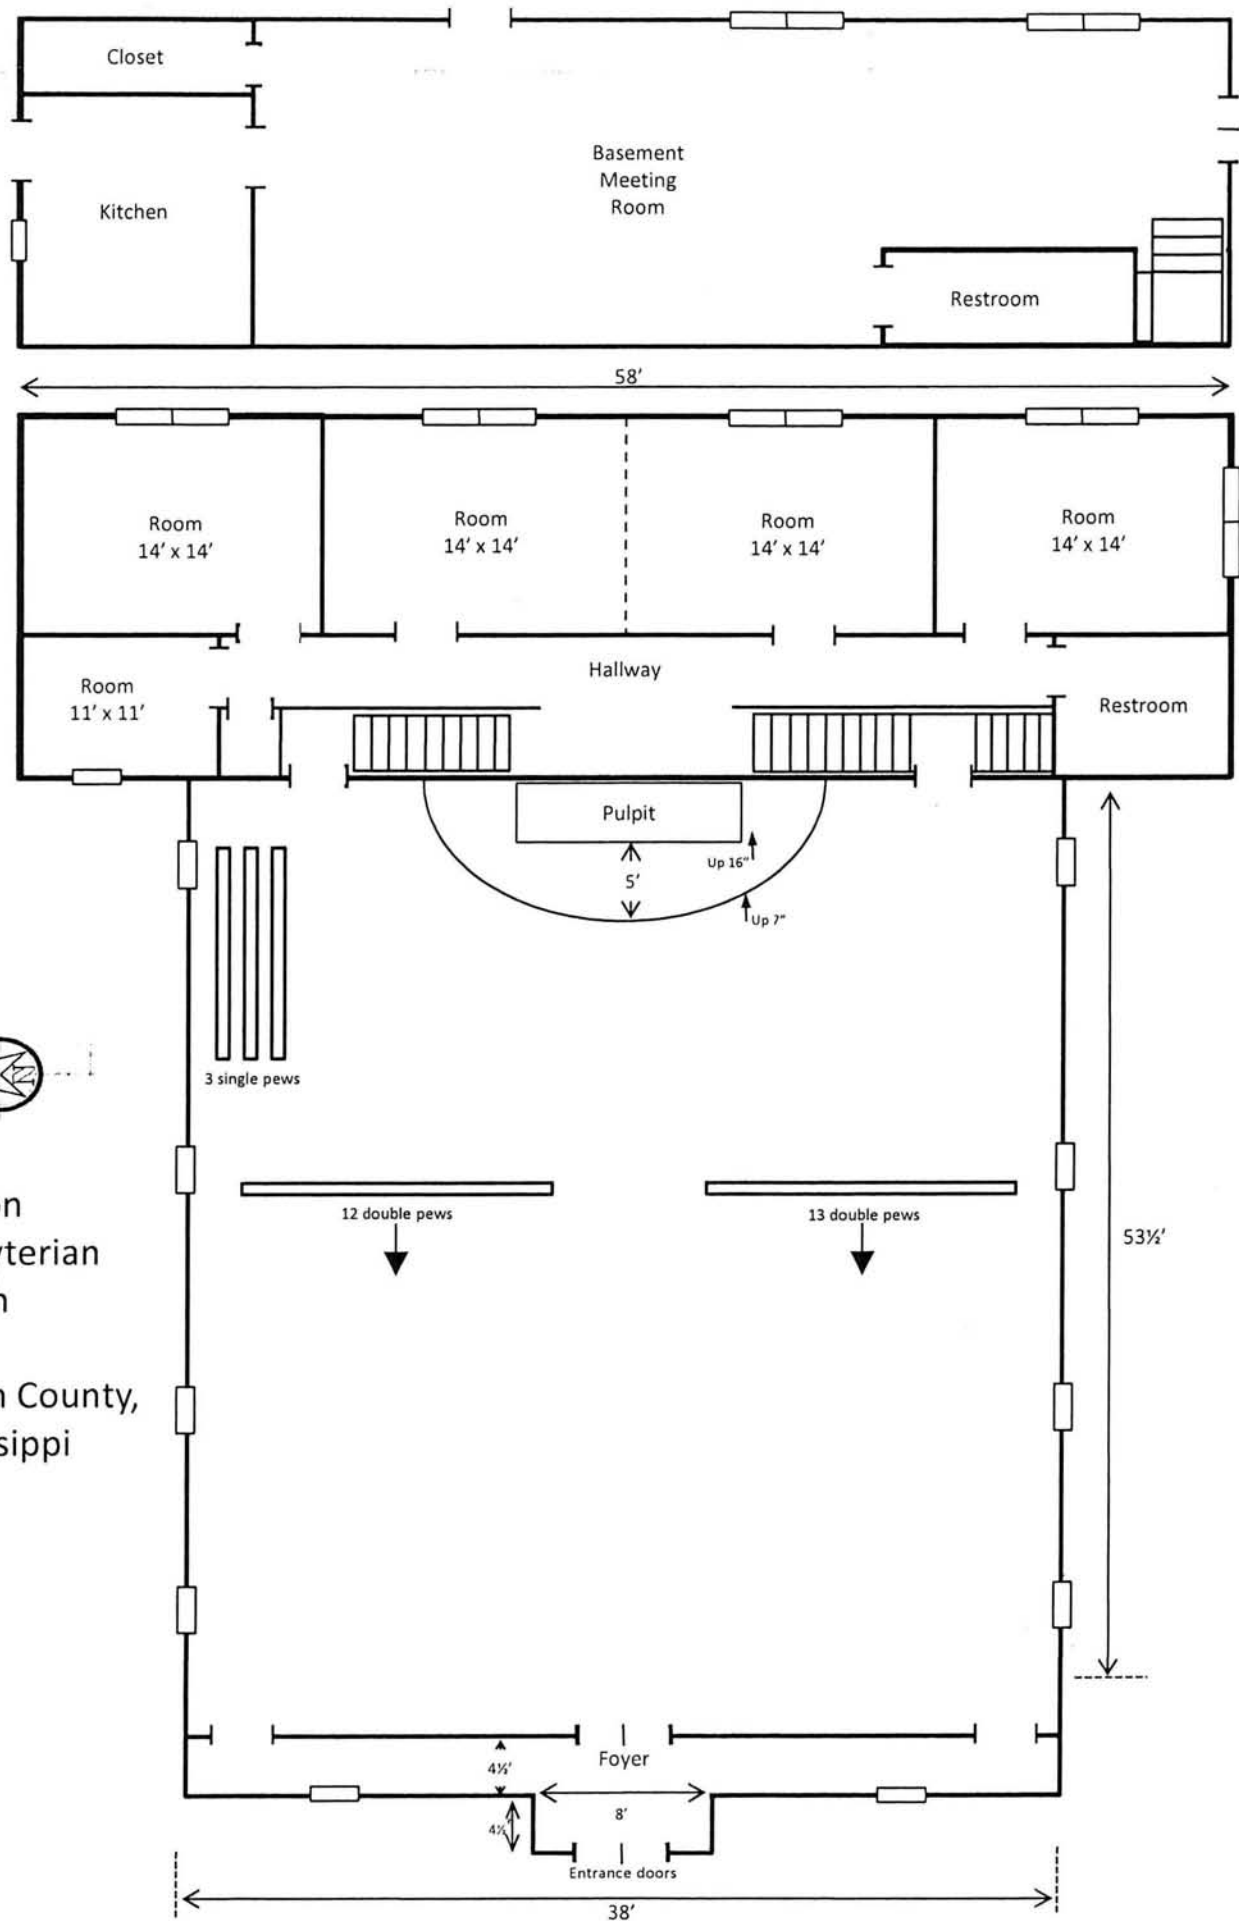 Closet
Basement
Meeting
Room
Kitchen
Restroom
58'
Room
14' x 14'
Room
14' x 14'
Room
14' x 14'
Room
14' x 14'
Hallway
Room
11' x 11'
Restroom
Pulpit
Up 16"
5'
Up 7"
N
3 single pews
12 double pews
13 double pews
53½'
on
yterian
h
n County,
sippi
Foyer
4½'
8'
4½'
Entrance doors
38'